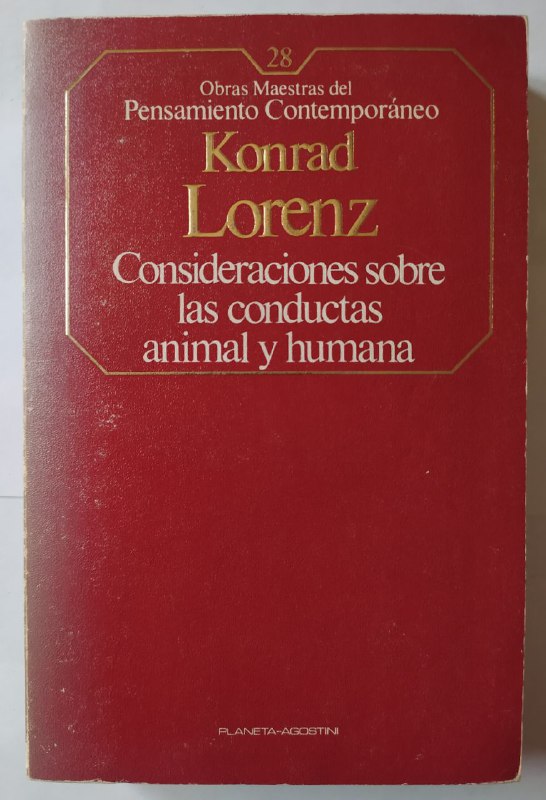 28
Obras Maestras del
Pensamiento Contemporáneo
Konrad
Lorenz
Consideraciones sobre
las conductas
animal y humana
PLANETA-AGOSTINI